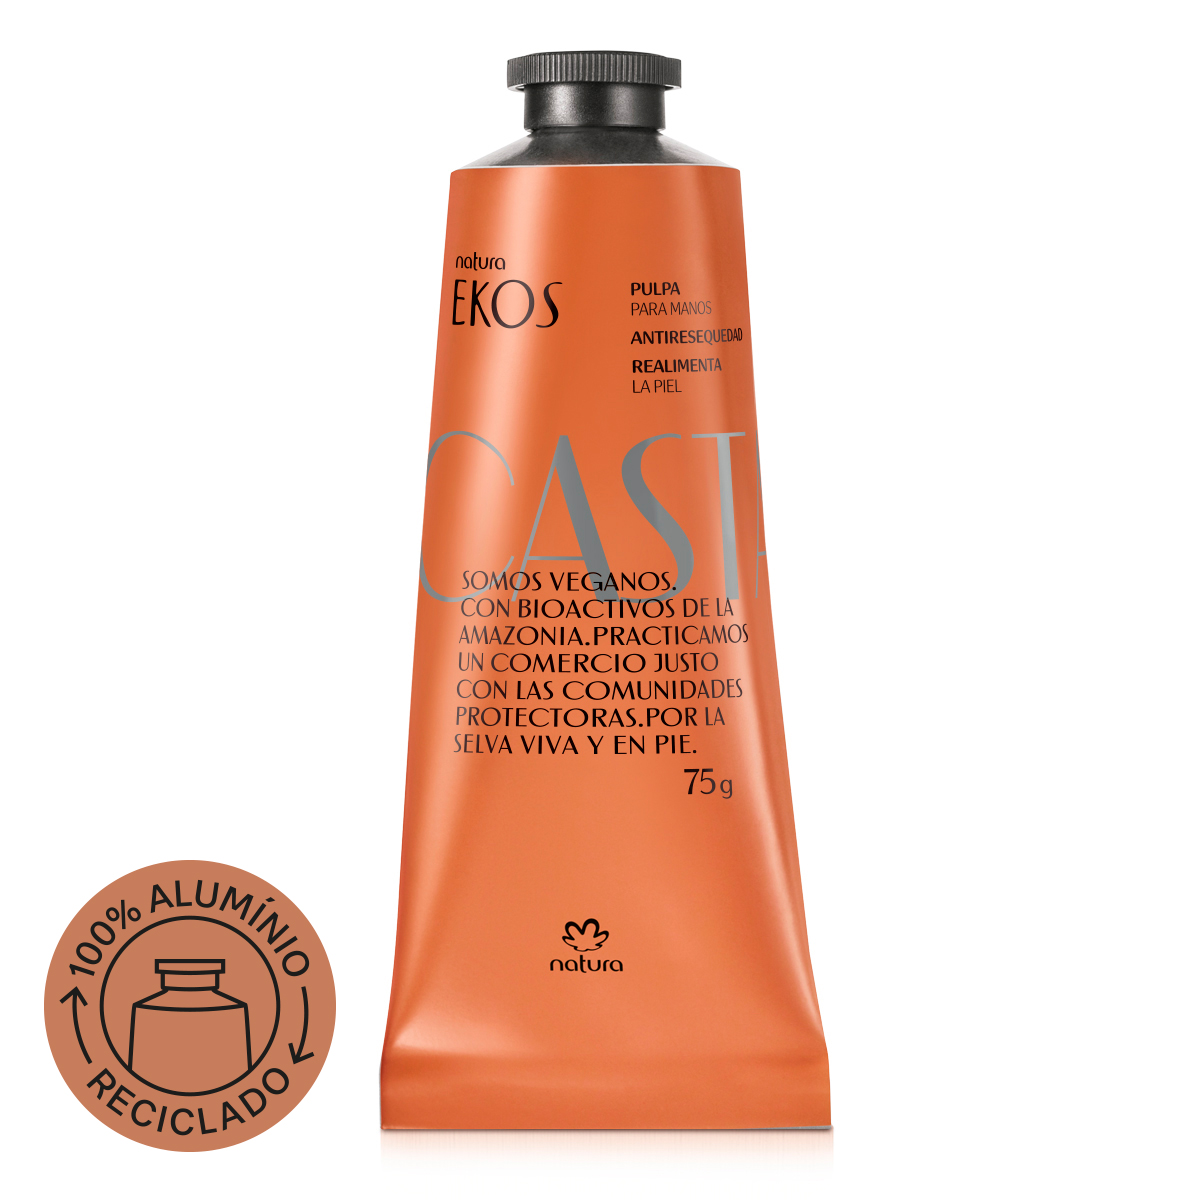 natura
EKOS
PULPA
PARA MANOS
ANTIRESEQUEDAD
REALIMENTA
LA PIEL
CAST
SOMOS VEGANOS.
CON BIOACTIVOS DE LA
AMAZONIA.PRACTICAMOS
UN COMERCIO JUSTO
CON LAS COMUNIDADES
PROTECTORAS.POR LA
SELVA VIVA Y EN PIE.
75g
natura
100% ALUMÍNIO
RECICLADO